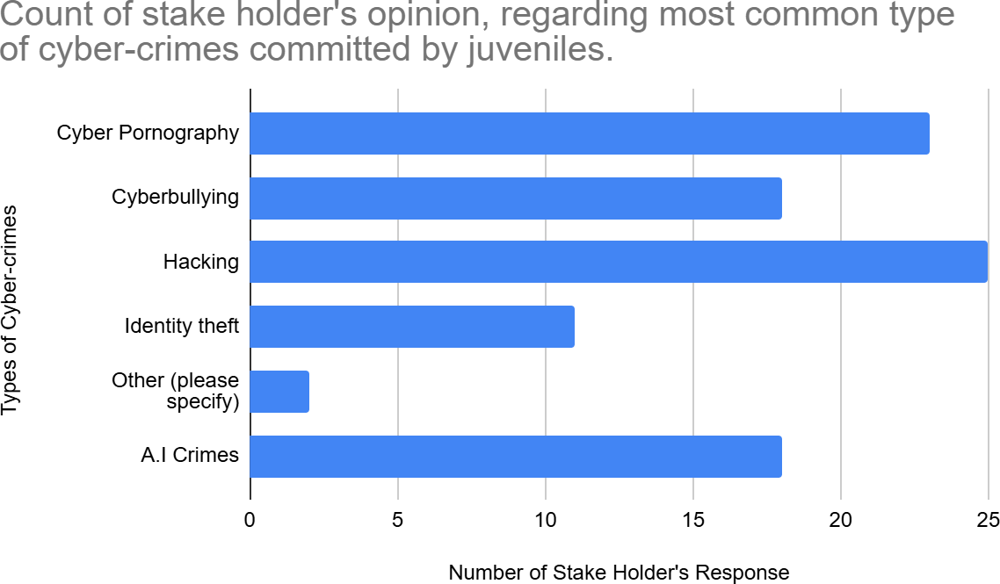 Count of stake holder's opinion, regarding most common type
of cyber-crimes committed by juveniles.
Types of Cyber-crimes
Cyber Pornography
Cyberbullying
Hacking
Identity theft
Other (please
specify)
A.I Crimes
0 5 10 15 20 25
Number of Stake Holder's Response